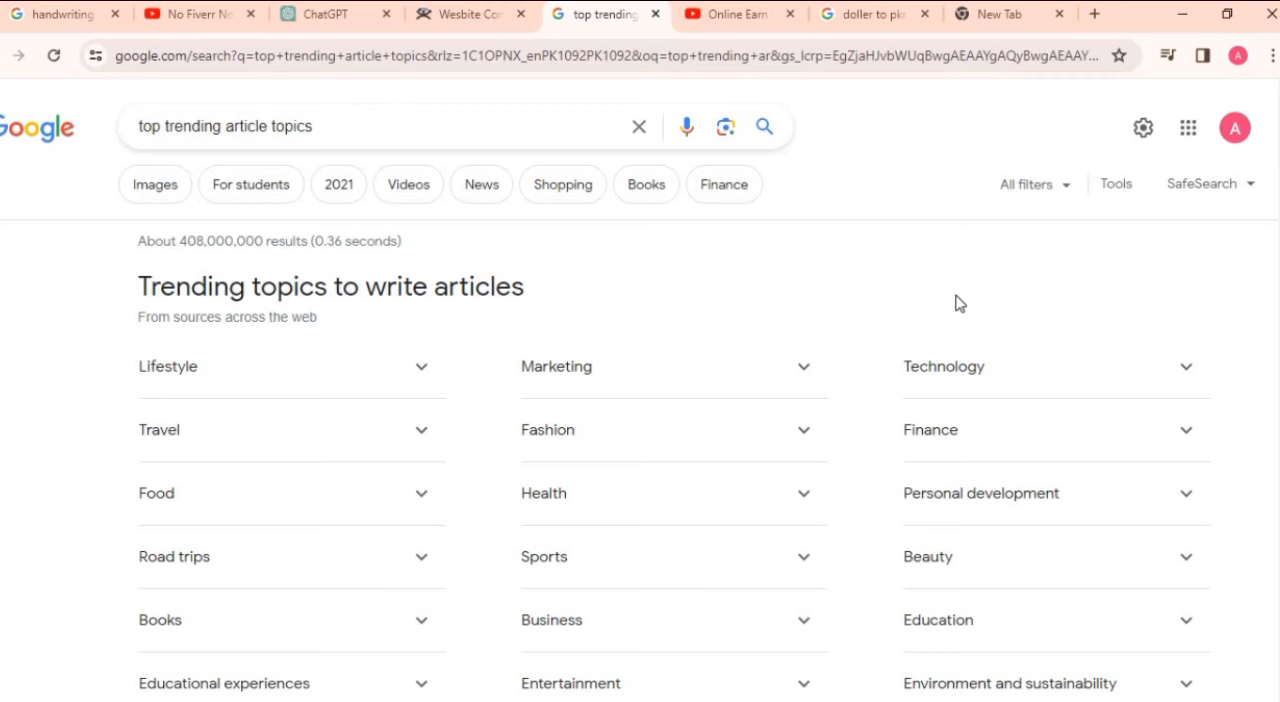 handwriting
No Fiverr No
ChatGPT
Wesbite Cor
top trending
Online Earn
doller to pkr
New Tab
google.com/search?q=top+trending+article+topics&rlz=1C1OPNX_enPK1092PK1092&oq=top+trending+ar&gs_lcrp=EgZjaHJvbWUqBwgAEAAYgAQyBwgAEAAY...
A
Google
top trending article topics
A
Images
For students
2021
Videos
News
Shopping
Books
Finance
All filters
Tools
SafeSearch
About 408,000,000 results (0.36 seconds)
Trending topics to write articles
From sources across the web
Lifestyle
Marketing
Technology
Travel
Fashion
Finance
Food
Health
Personal development
Road trips
Sports
Beauty
Books
Business
Education
Educational experiences
Entertainment
Environment and sustainability